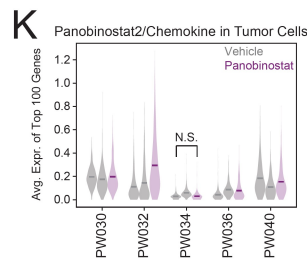 K
Panobinostat2/Chemokine in Tumor Cells
Vehicle
Panobinostat
Avg. Expr. of Top 100 Genes
1.2
1.0
0.8
0.6
0.4
0.2
0.0
N.S.
PW030
PW032
PW034
PW036
PW040